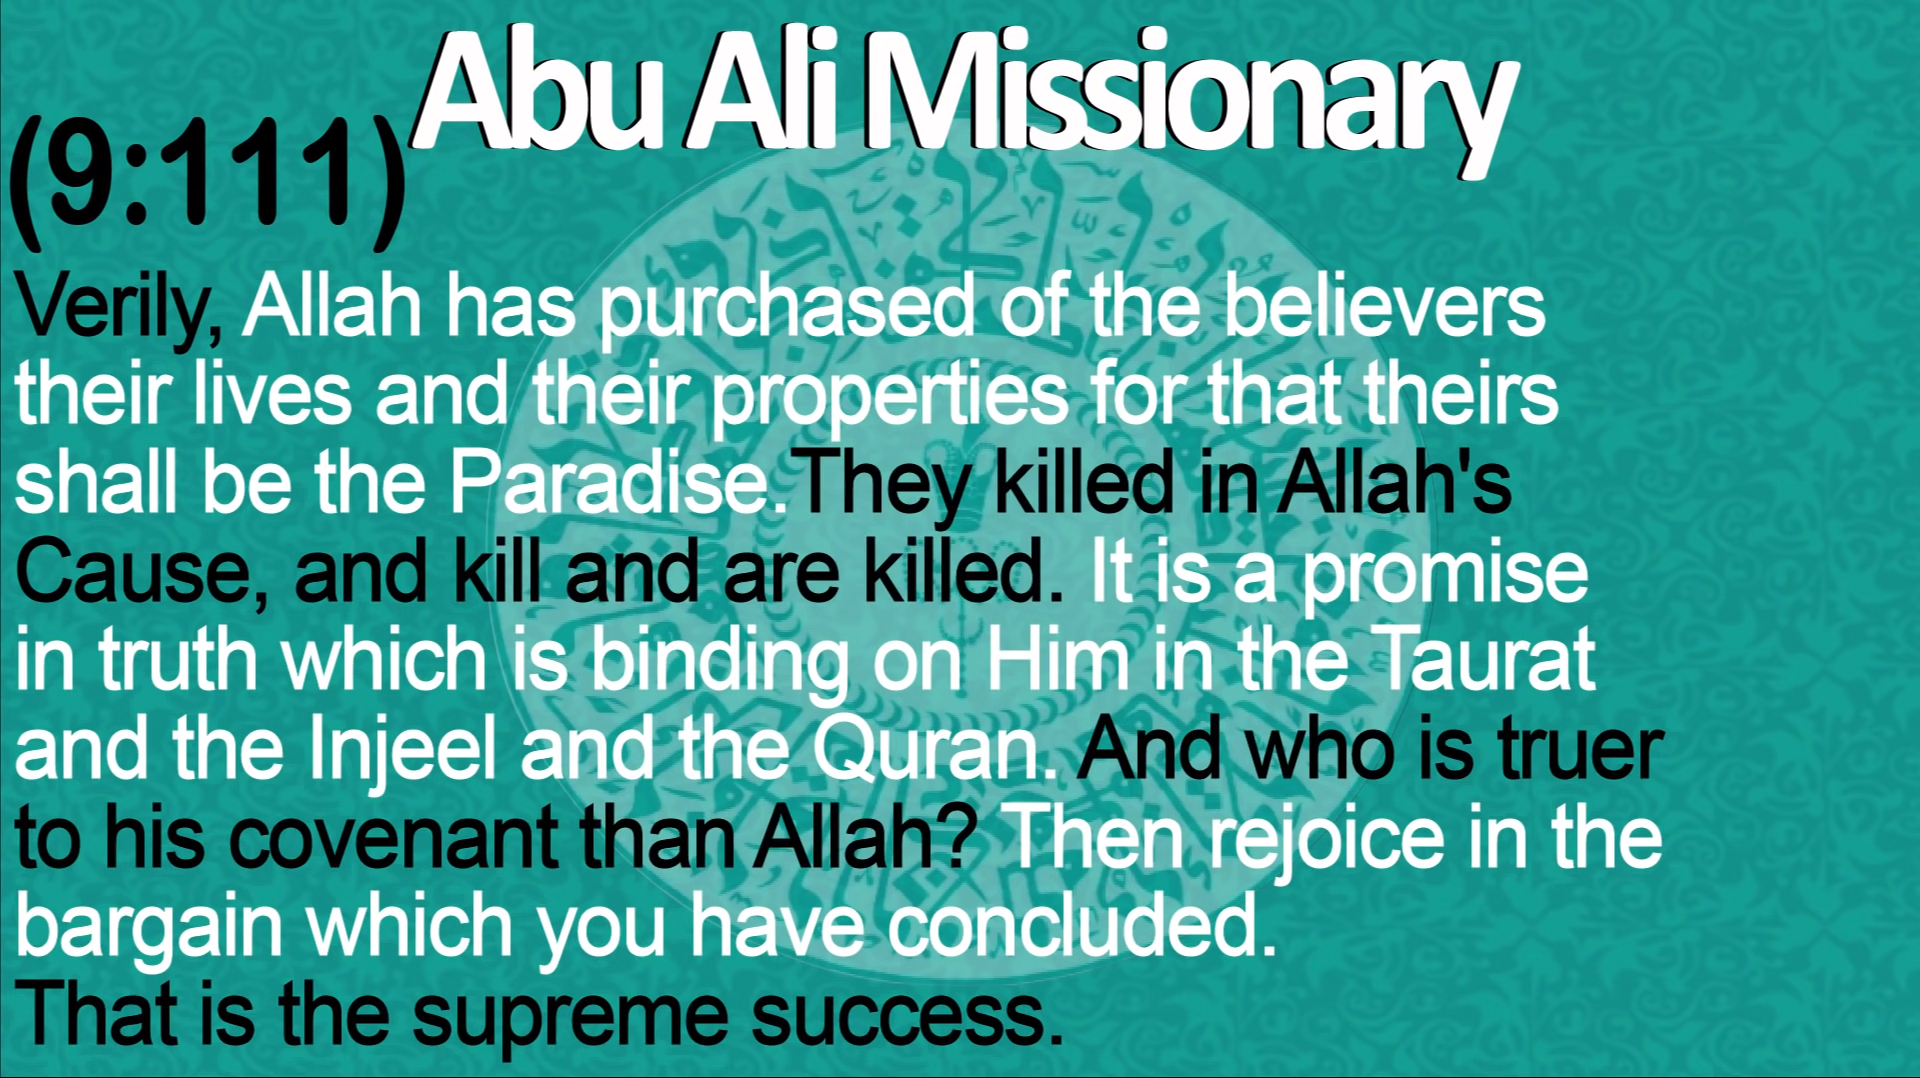 Abu Ali Missionary
(9:111)
Verily, Allah has purchased of the believers
their lives and their properties for that theirs
shall be the Paradise.They killed in Allah's
Cause, and kill and are killed. It is a promise
in truth which is binding on Him in the Taurat
and the Injeel and the Quran. And who is truer
to his covenant than Allah? Then rejoice in the
bargain which you have concluded.
That is the supreme success.